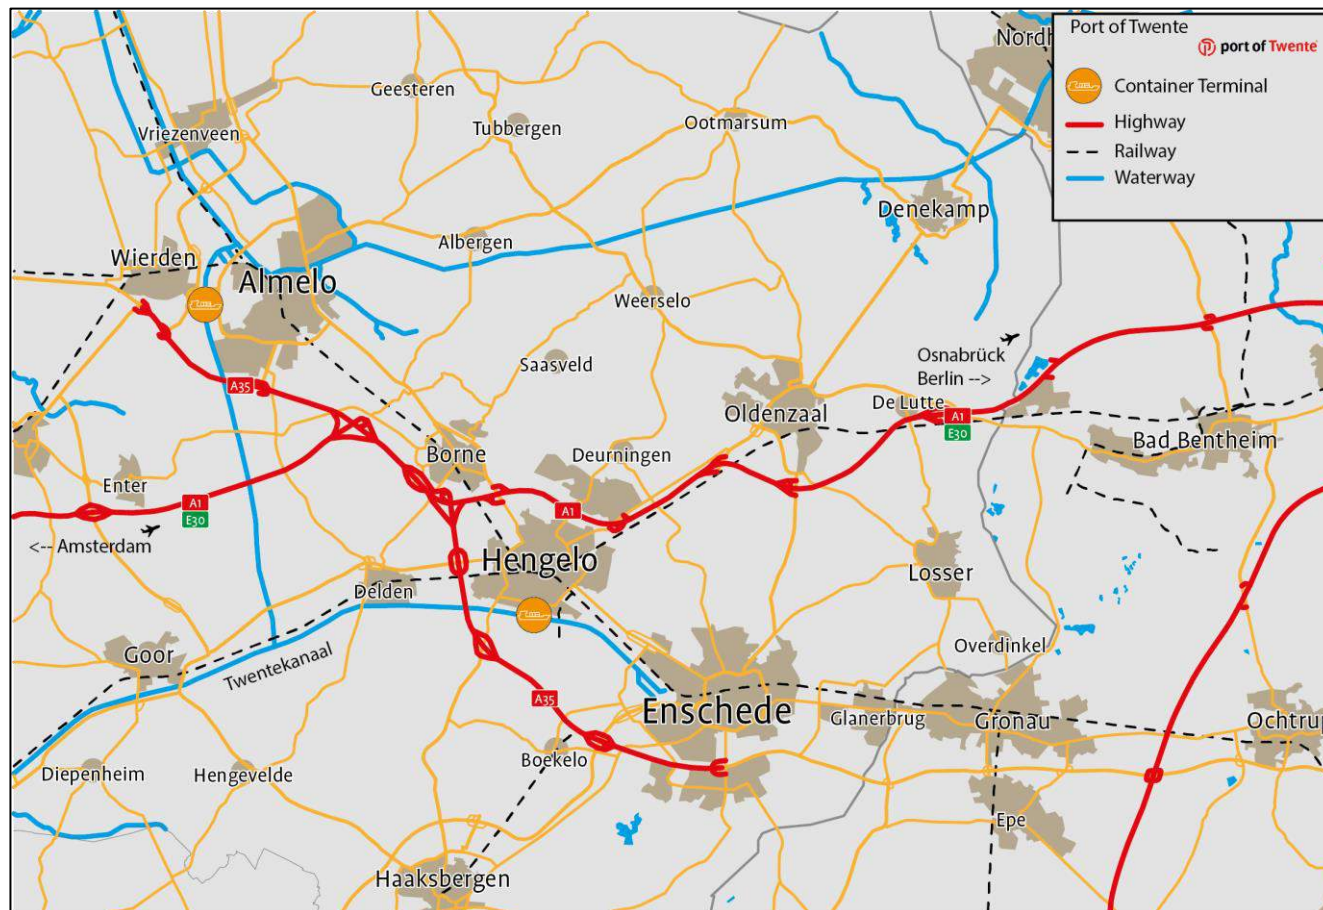 Port of Twente
port of Twente
Container Terminal
Highway
Railway
Waterway
Geesteren
Vriezenveen
Tubbergen
Ootmarsum
Denekamp
Wierden
Almelo
Albergen
Weerselo
Saasveld
Osnabrück
Berlin -->
A35
Oldenzaal
De Lutte
A1
E30
Bad Bentheim
Borne
Deurningen
Enter
A1
E30
A1
<-- Amsterdam
Hengelo
Delden
Losser
Goor
Twentekanaal
Overdinkel
A35
Enschede
Glanerbrug
Gronau
Boekelo
Diepenheim
Hengevelde
Epe
Haaksbergen